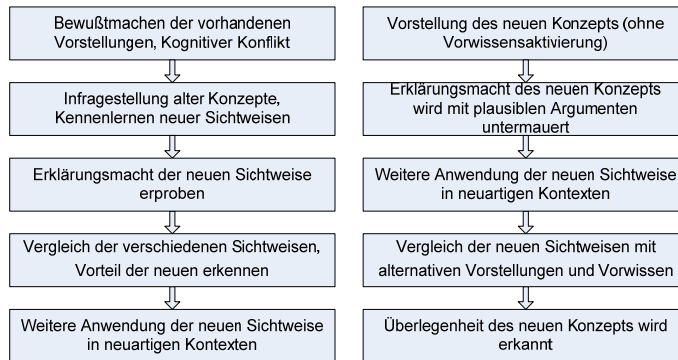 Bewußtmachen der vorhandenen
Vorstellungen, Kognitiver Konflikt
Infragestellung alter Konzepte,
Kennenlernen neuer Sichtweisen
Erklärungsmacht der neuen Sichtweise
erproben
Vergleich der verschiedenen Sichtweisen,
Vorteil der neuen erkennen
Weitere Anwendung der neuen Sichtweise
in neuartigen Kontexten
Vorstellung des neuen Konzepts (ohne
Vorwissensaktivierung)
Erklärungsmacht des neuen Konzepts
wird mit plausiblen Argumenten
untermauert
Weitere Anwendung der neuen Sichtweise
in neuartigen Kontexten
Vergleich der neuen Sichtweisen mit
alternativen Vorstellungen und Vorwissen
Überlegenheit des neuen Konzepts wird
erkannt